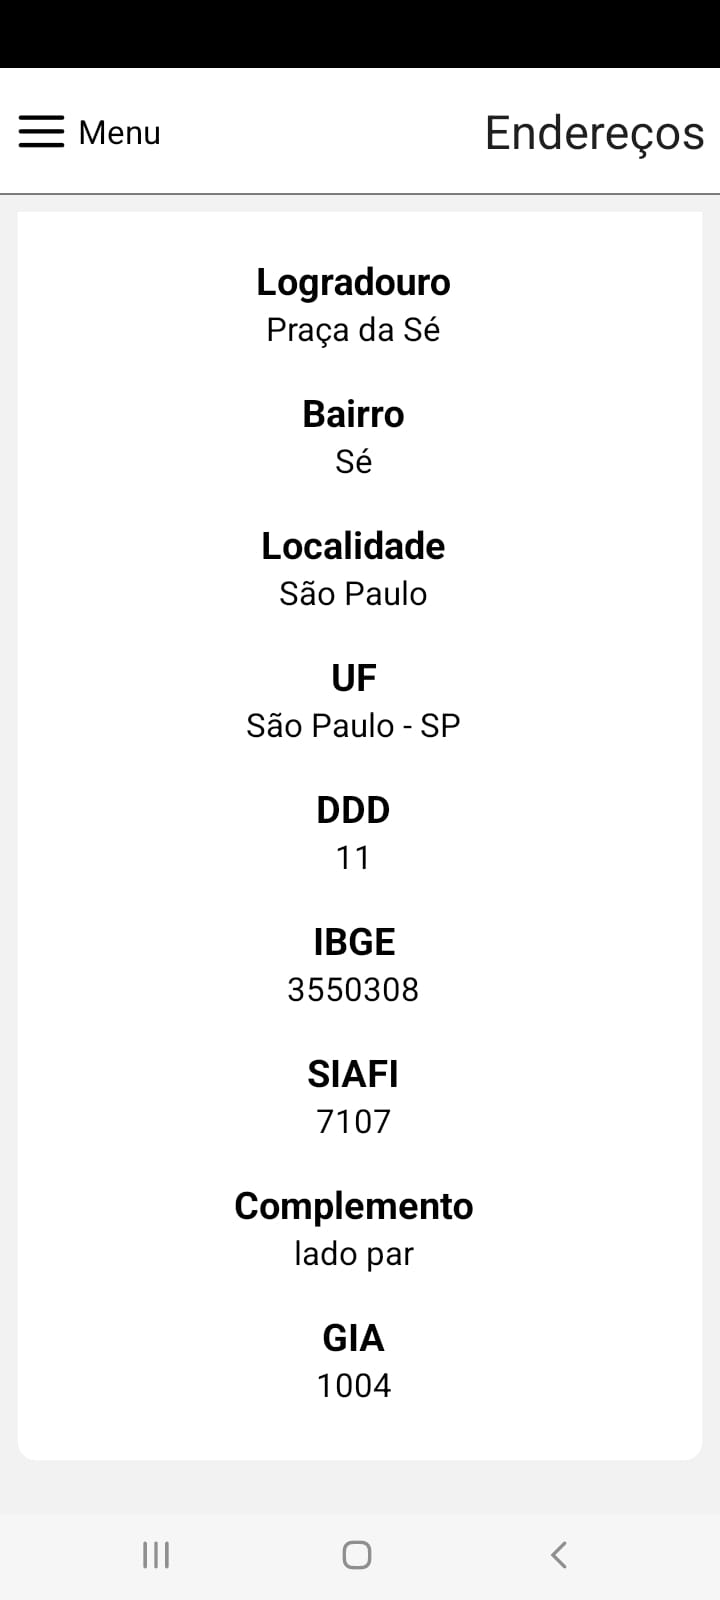 Menu
Endereços
Logradouro
Praça da Sé
Bairro
Sé
Localidade
São Paulo
UF
São Paulo - SP
DDD
11
IBGE
3550308
SIAFI
7107
Complemento
lado par
GIA
1004